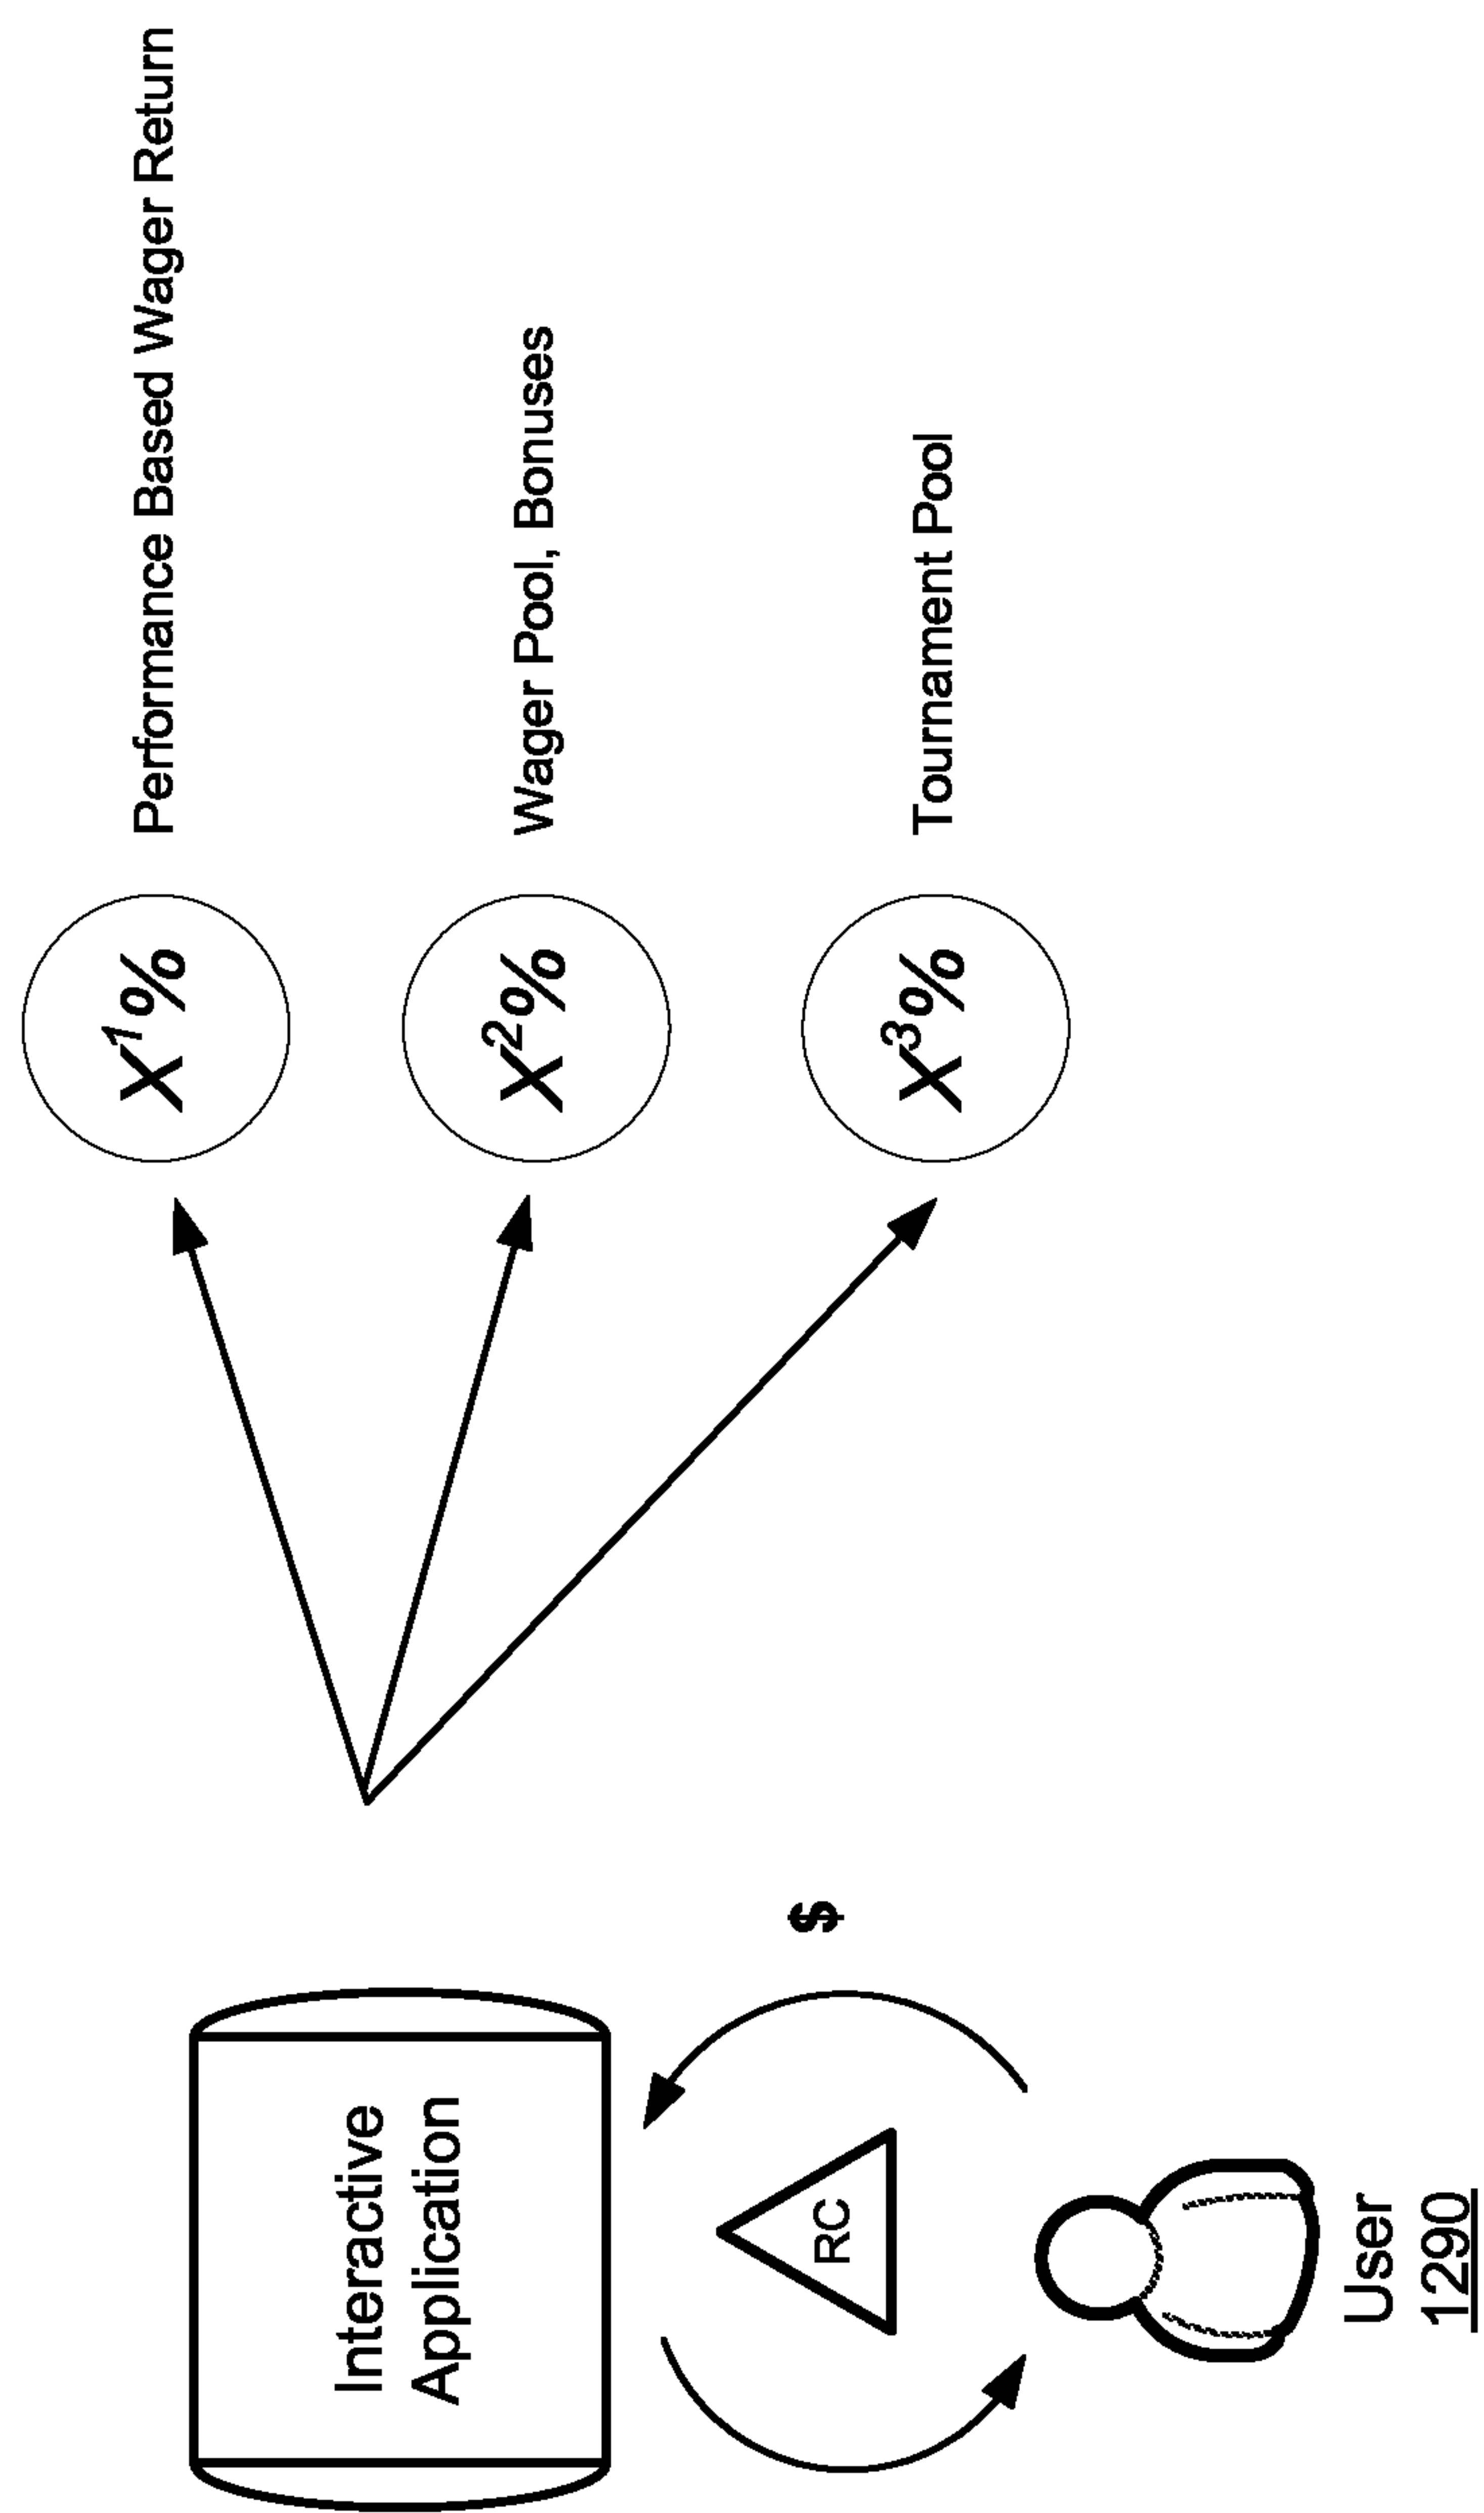 Interactive
Application
RC
$
User
1290
X1%
Performance Based Wager Return
X2%
Wager Pool, Bonuses
X3%
Tournament Pool